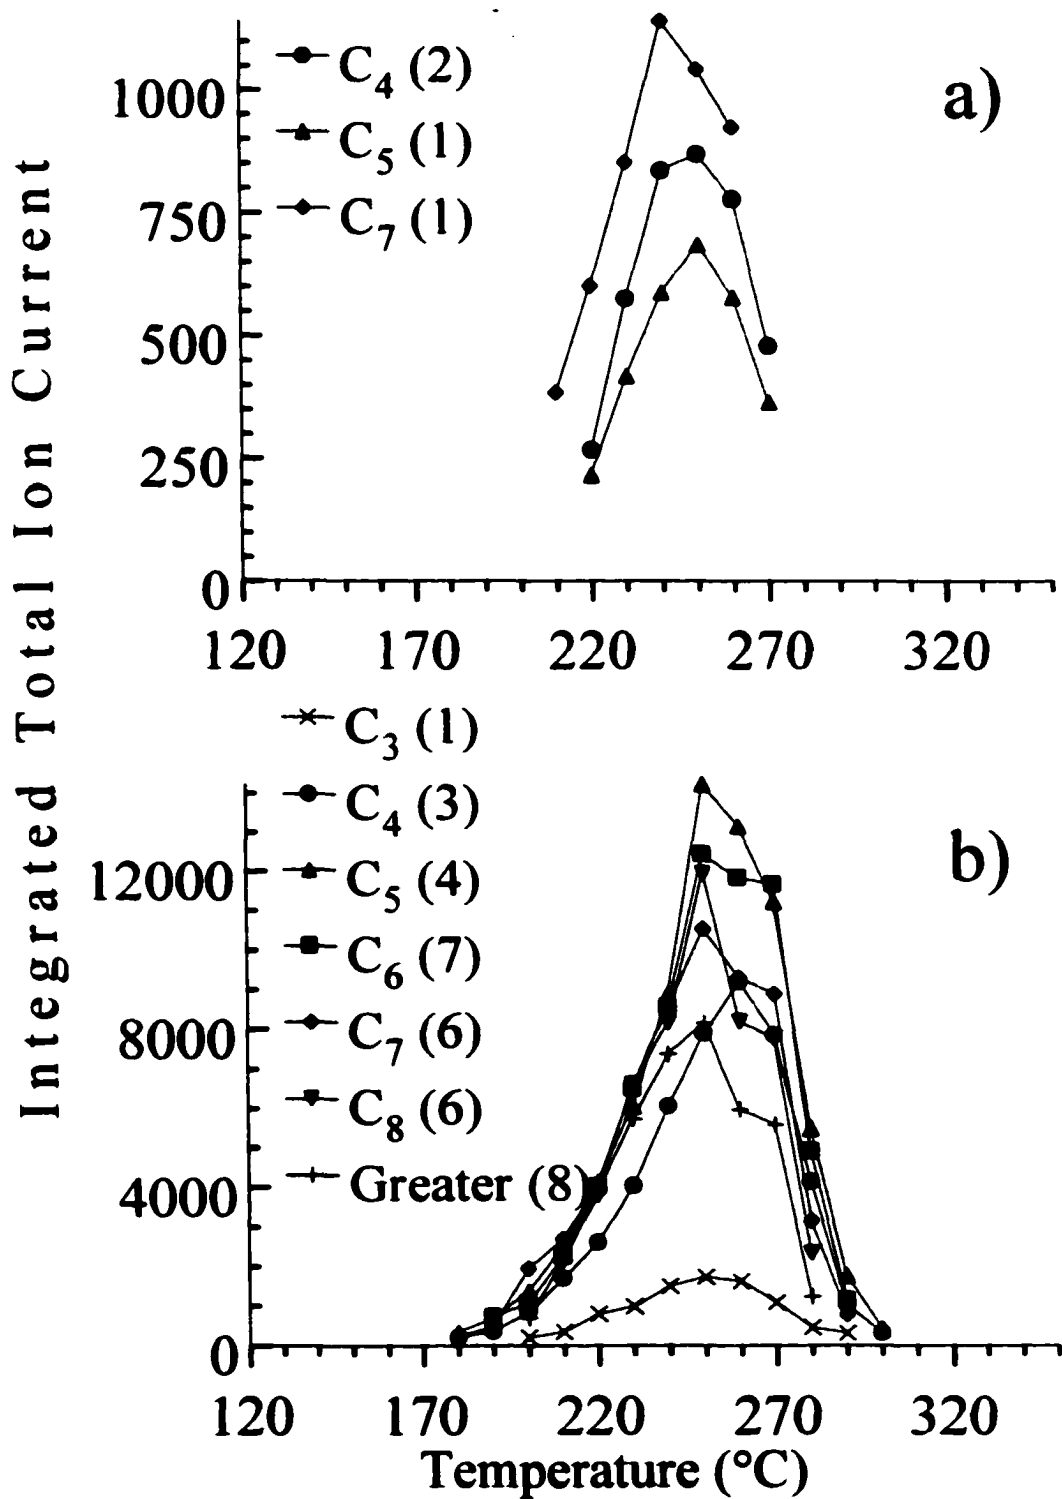 Integrated Total Ion Current
a)
C4 (2)
C5 (1)
C7 (1)
1000
750
500
250
0
120 170 220 270 320
b)
C3 (1)
C4 (3)
C5 (4)
C6 (7)
C7 (6)
C8 (6)
Greater (8)
12000
8000
4000
0
120 170 220 270 320
Temperature (°C)